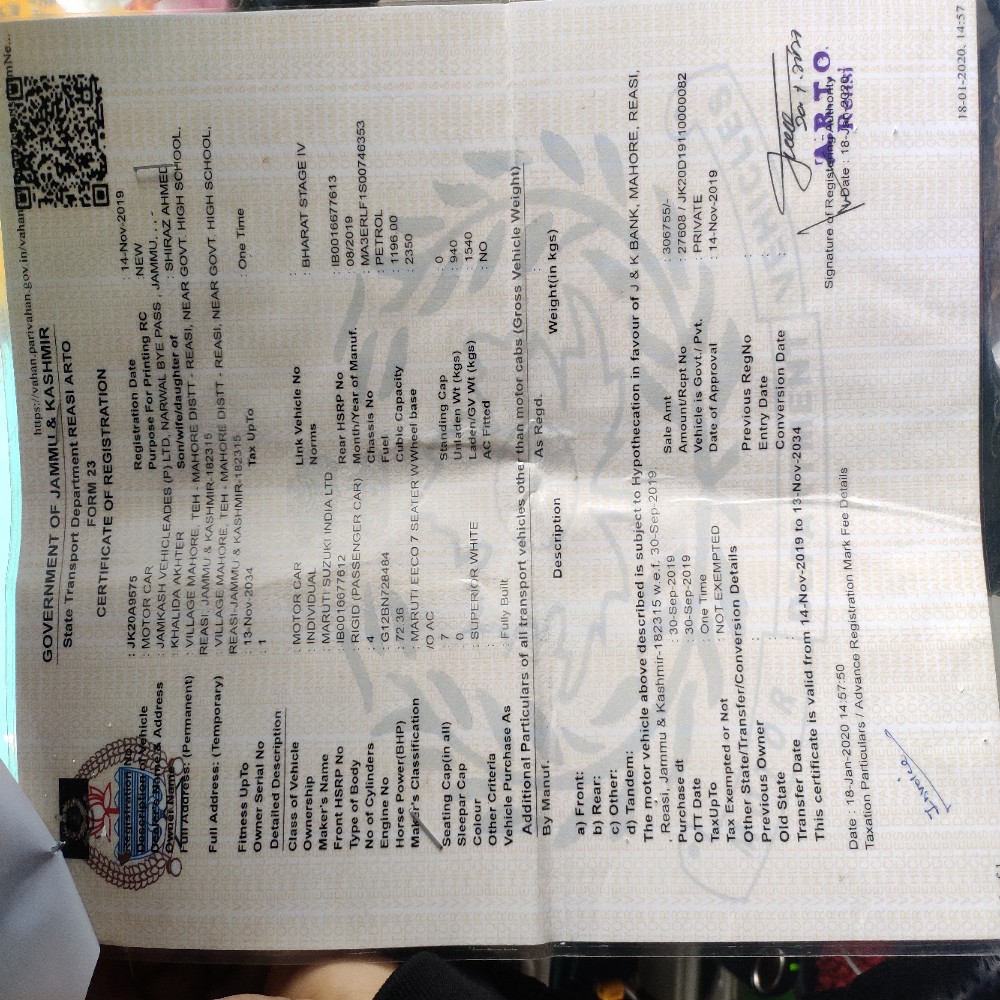 https://vahan.parivahan.gov.in/vahan
GOVERNMENT OF JAMMU & KASHMIR
State Transport Department REASI ARTO
FORM 23
CERTIFICATE OF REGISTRATION
Registration No : JK20A9575 Registration Date 14-Nov-2019
Description of Vehicle : MOTOR CAR Purpose For Printing RC : NEW
Dealer's Name & Address : JAMKASH VEHICLEADES (P) LTD, NARWAL BYE PASS , JAMMU, , , -
Owner Name : KHALIDA AKHTER Son/wife/daughter of : SHIRAZ AHMED
Full Address: (Permanent) : VILLAGE MAHORE, TEH - MAHORE DISTT - REASI, NEAR GOVT. HIGH SCHOOL,
REASI, JAMMU & KASHMIR-182315
Full Address: (Temporary) VILLAGE MAHORE, TEH - MAHORE DISTT - REASI, NEAR GOVT. HIGH SCHOOL,
REASI-JAMMU & KASHMIR-182315
Fitness UpTo : 13-Nov-2034 Tax UpTo : One Time
Owner Serial No : 1
Detailed Description
Class of Vehicle : MOTOR CAR Link Vehicle No
Ownership : INDIVIDUAL Norms : BHARAT STAGE IV
Maker's Name : MARUTI SUZUKI INDIA LTD
Front HSRP No : IB0016677612 Rear HSRP No : IB0016677613
Type of Body : RIGID (PASSENGER CAR) Month/Year of Manuf. : 08/2019
No of Cylinders : 4 Chassis No : MA3ERLF1S00746353
Engine No : G12BN728484 Fuel : PETROL
Horse Power(BHP) : 72.36 Cubic Capacity : 1196.00
Maker's Classification : MARUTI EECO 7 SEATER W Wheel base : 2350
/O AC
Seating Cap(in all) : 7 Standing Cap : 0
Sleepar Cap : 0 Unladen Wt (kgs) : 940
Colour : SUPERIOR WHITE Laden/GV Wt (kgs) : 1540
Other Criteria AC Fitted : NO
Vehicle Purchase As : Fully Built
Additional Particulars of all transport vehicles other than motor cabs (Gross Vehicle Weight)
By Manuf. As Regd.
Description Weight(in kgs)
a) Front:
b) Rear:
c) Other:
d) Tandem:
The motor vehicle above described is subject to Hypothecation in favour of J & K BANK, MAHORE, REASI,
, Reasi, Jammu & Kashmir-182315 w.e.f. 30-Sep-2019
Purchase dt : 30-Sep-2019 Sale Amt : 306755/-
OTT Date : 30-Sep-2019 Amount/Rcpt No : 27608 / JK20D19110000082
TaxUpTo : One Time Vehicle is Govt./ Pvt. : PRIVATE
Tax Exempted or Not : NOT EXEMPTED Date of Approval : 14-Nov-2019
Other State/Transfer/Conversion Details
Previous Owner : Previous RegNo
Old State : Entry Date
Transfer Date Conversion Date
This certificate is valid from 14-Nov-2019 to 13-Nov-2034
Signature of Registering Authority
A.R.T.O.
Reasi
Date : 18-Jan-2020
Date : 18-Jan-2020 14:57:50
Taxation Particulars / Advance Registration Mark Fee Details
18-01-2020, 14:57